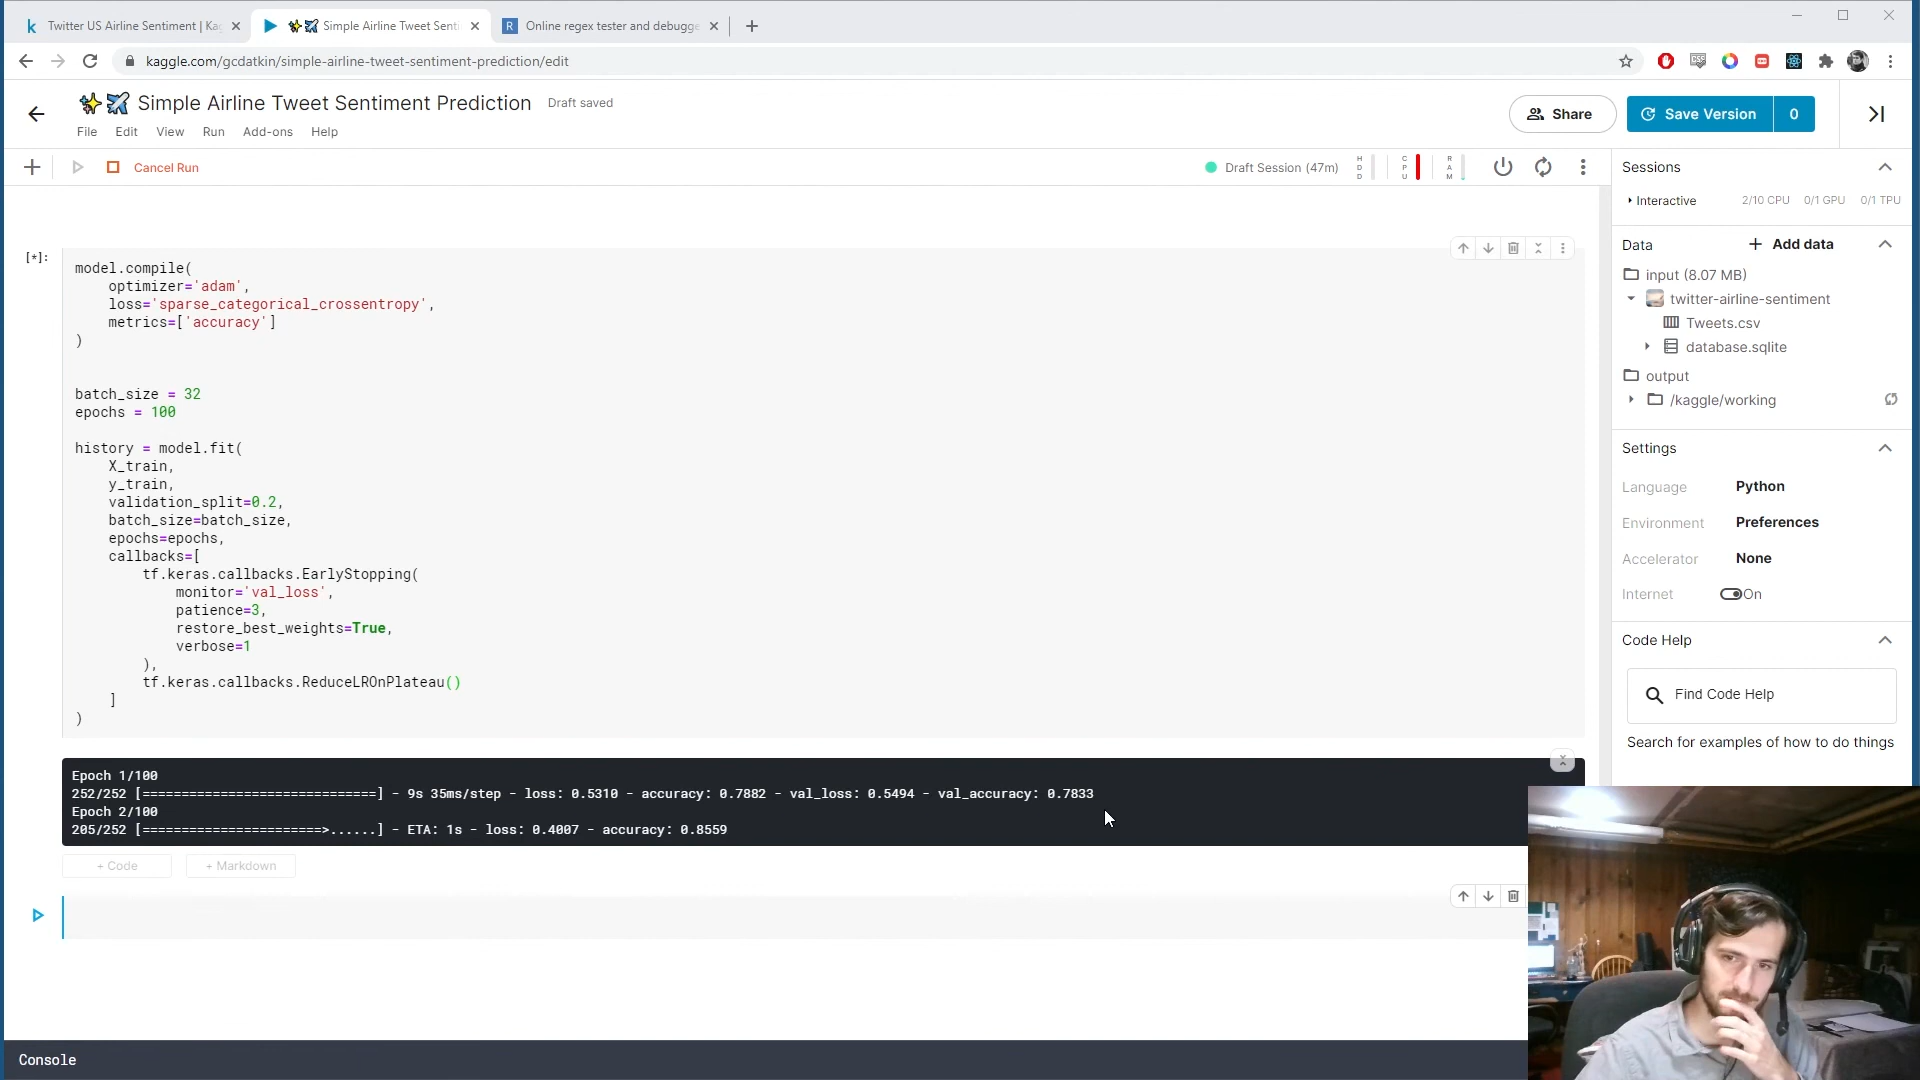 Twitter US Airline Sentiment | Kag
Simple Airline Tweet Senti
Online regex tester and debugge
kaggle.com/gcdatkin/simple-airline-tweet-sentiment-prediction/edit
Simple Airline Tweet Sentiment Prediction
Draft saved
File Edit View Run Add-ons Help
Share
Save Version
0
Cancel Run
Draft Session (47m)
HDD
CPU
RAM
Sessions
Interactive
2/10 CPU 0/1 GPU 0/1 TPU
Data
+ Add data
input (8.07 MB)
twitter-airline-sentiment
Tweets.csv
database.sqlite
output
/kaggle/working
Settings
Language Python
Environment Preferences
Accelerator None
Internet On
Code Help
Find Code Help
Search for examples of how to do things
[*]:
model.compile(
optimizer='adam',
loss='sparse_categorical_crossentropy',
metrics=['accuracy']
)
batch_size = 32
epochs = 100
history = model.fit(
X_train,
y_train,
validation_split=0.2,
batch_size=batch_size,
epochs=epochs,
callbacks=[
tf.keras.callbacks.EarlyStopping(
monitor='val_loss',
patience=3,
restore_best_weights=True,
verbose=1
),
tf.keras.callbacks.ReduceLROnPlateau()
]
)
Epoch 1/100
252/252 [==============================] - 9s 35ms/step - loss: 0.5310 - accuracy: 0.7882 - val_loss: 0.5494 - val_accuracy: 0.7833
Epoch 2/100
205/252 [=======================>......] - ETA: 1s - loss: 0.4007 - accuracy: 0.8559
+ Code
+ Markdown
Console